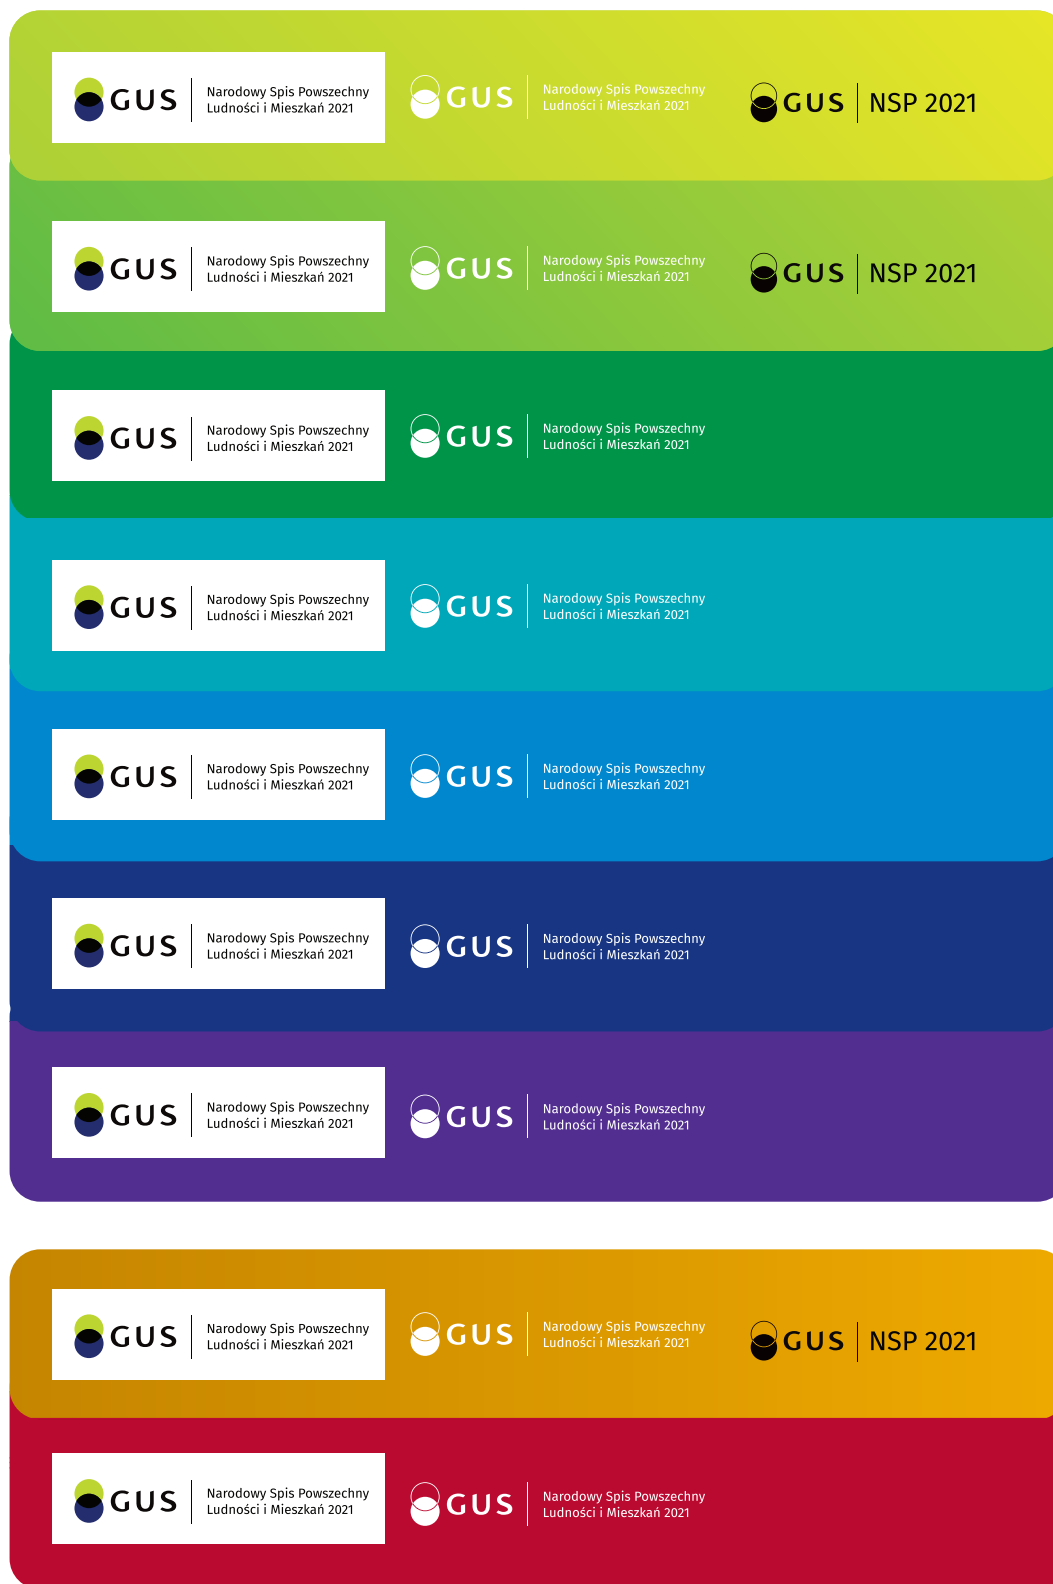 GUS
Narodowy Spis Powszechny
Ludności i Mieszkań 2021
GUS
Narodowy Spis Powszechny
Ludności i Mieszkań 2021
GUS
NSP 2021
GUS
Narodowy Spis Powszechny
Ludności i Mieszkań 2021
GUS
Narodowy Spis Powszechny
Ludności i Mieszkań 2021
GUS
NSP 2021
GUS
Narodowy Spis Powszechny
Ludności i Mieszkań 2021
GUS
Narodowy Spis Powszechny
Ludności i Mieszkań 2021
GUS
Narodowy Spis Powszechny
Ludności i Mieszkań 2021
GUS
Narodowy Spis Powszechny
Ludności i Mieszkań 2021
GUS
Narodowy Spis Powszechny
Ludności i Mieszkań 2021
GUS
Narodowy Spis Powszechny
Ludności i Mieszkań 2021
GUS
Narodowy Spis Powszechny
Ludności i Mieszkań 2021
GUS
Narodowy Spis Powszechny
Ludności i Mieszkań 2021
GUS
Narodowy Spis Powszechny
Ludności i Mieszkań 2021
GUS
Narodowy Spis Powszechny
Ludności i Mieszkań 2021
GUS
Narodowy Spis Powszechny
Ludności i Mieszkań 2021
GUS
Narodowy Spis Powszechny
Ludności i Mieszkań 2021
GUS
NSP 2021
GUS
Narodowy Spis Powszechny
Ludności i Mieszkań 2021
GUS
Narodowy Spis Powszechny
Ludności i Mieszkań 2021